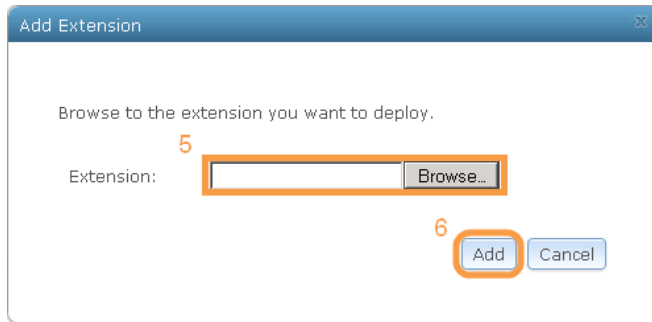 Add Extension
Browse to the extension you want to deploy.
5
Extension: Browse...
6
Add Cancel